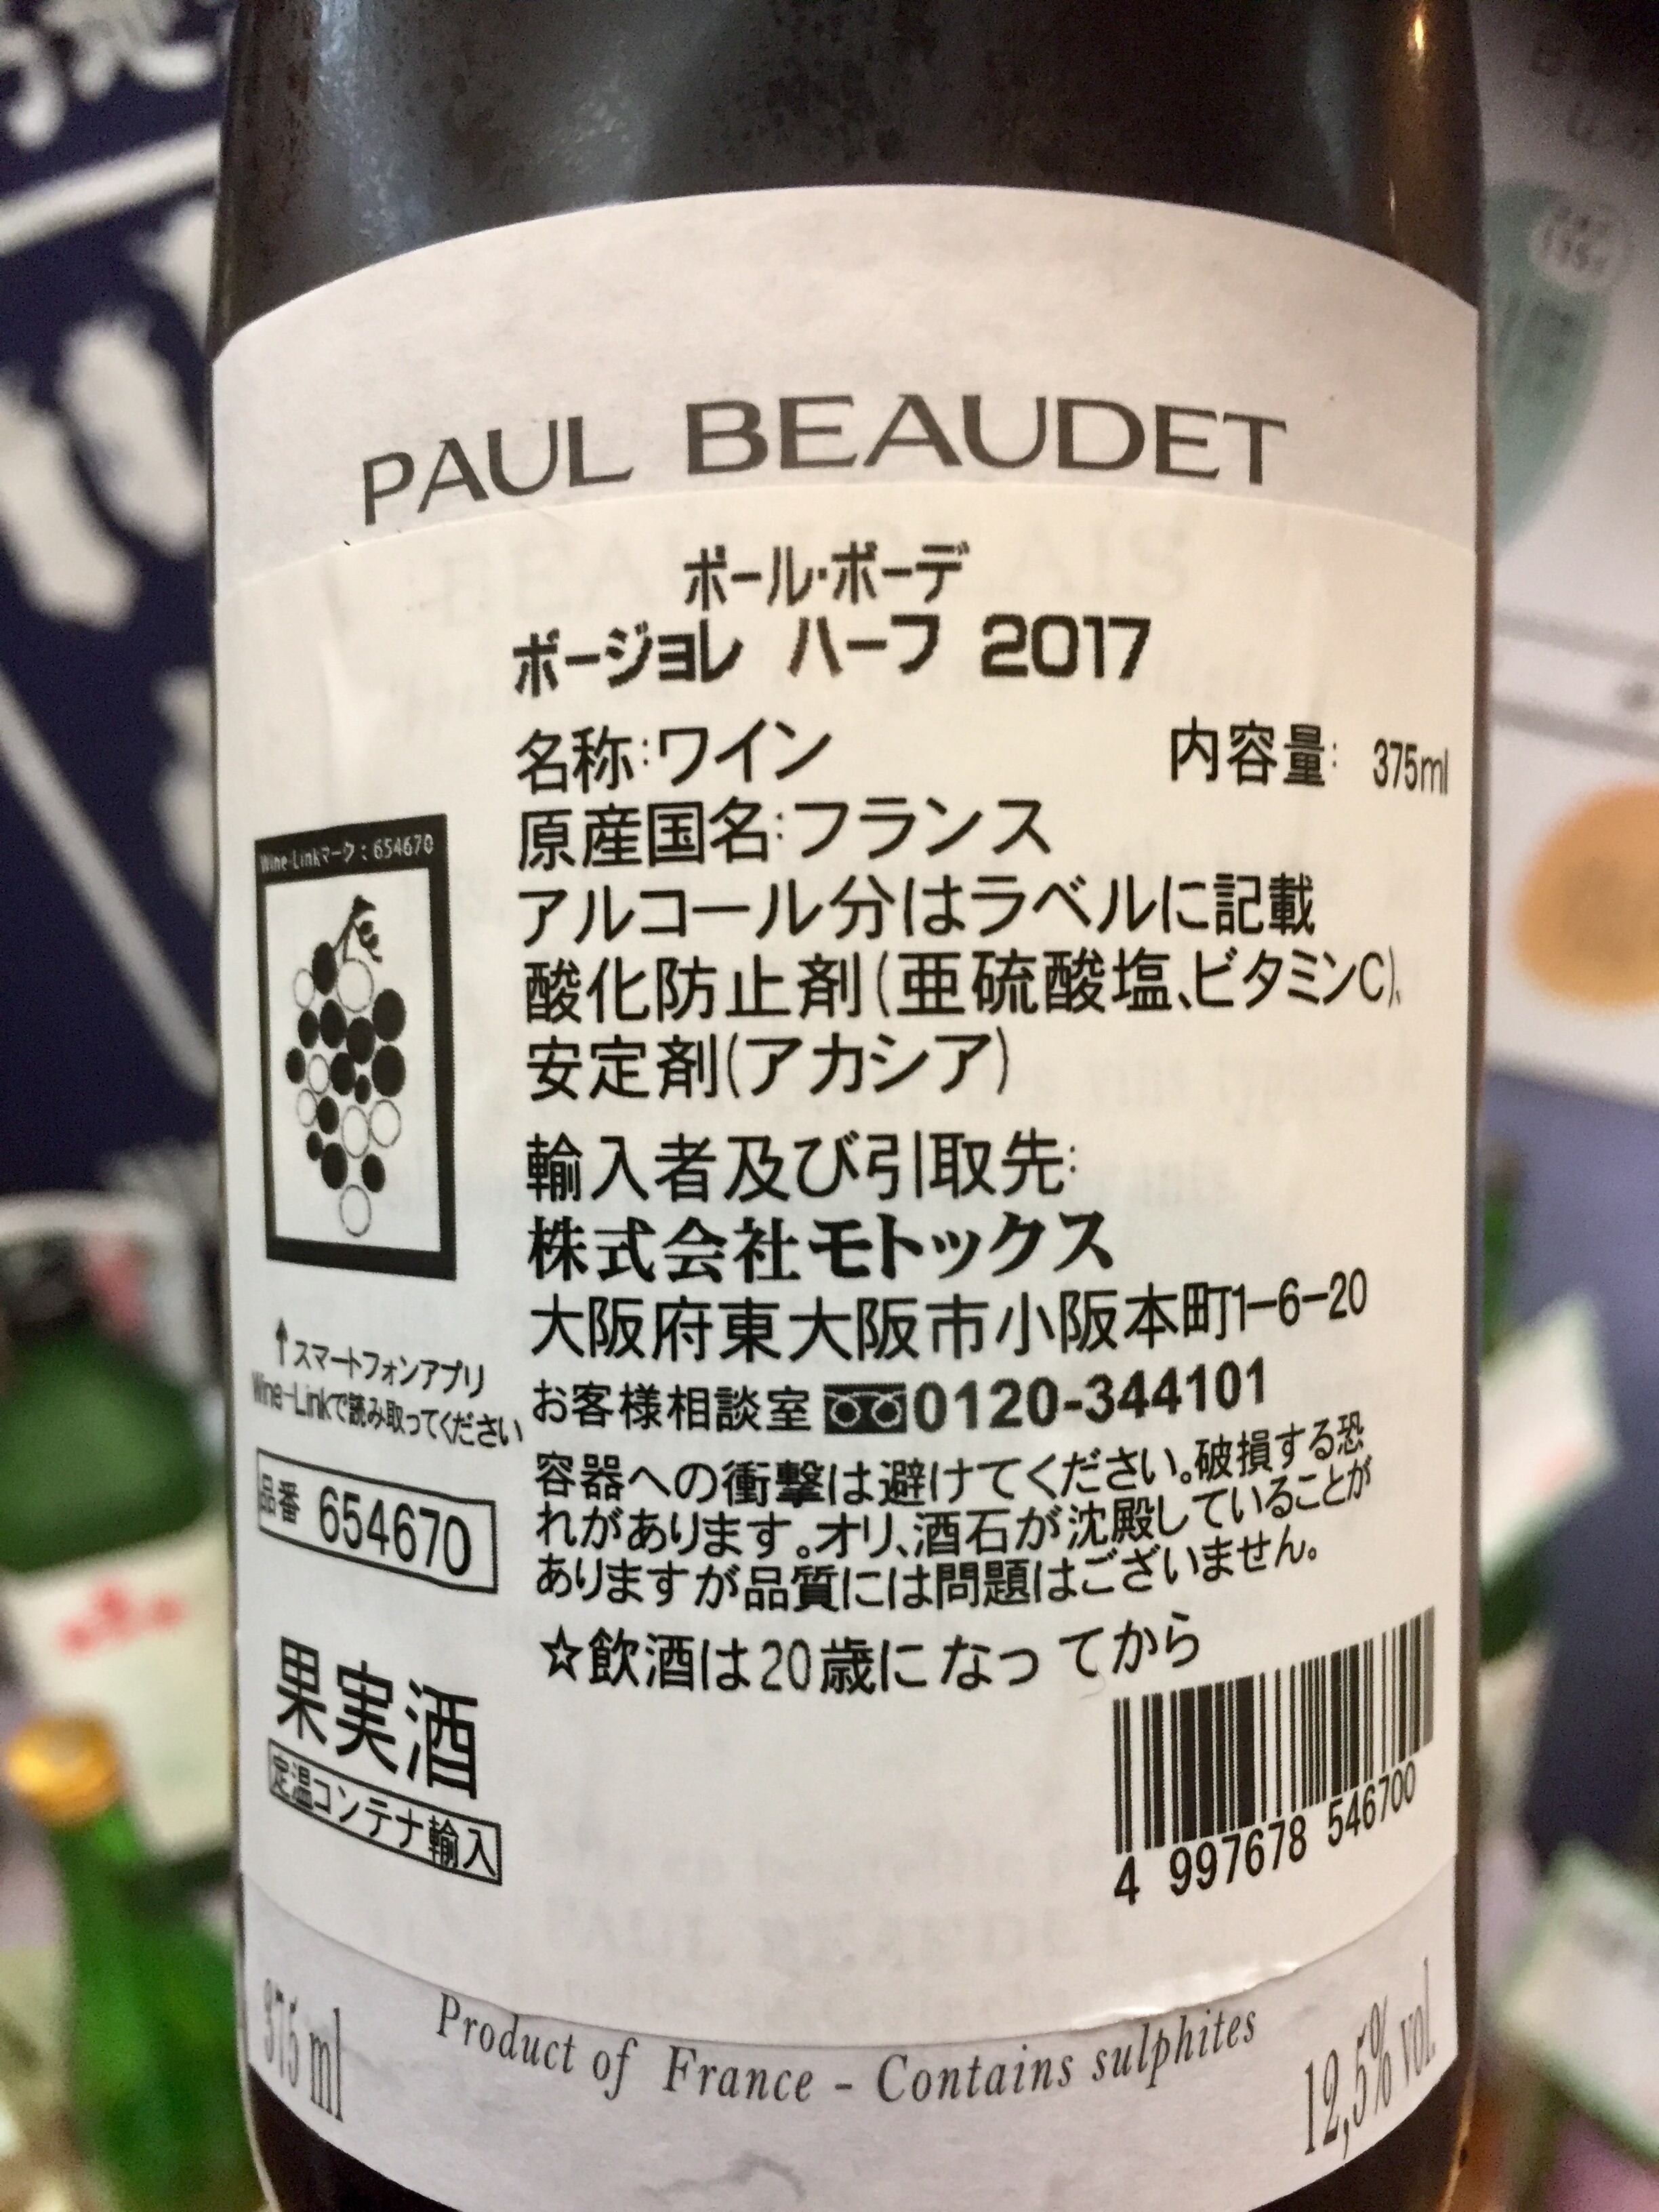 PAUL BEAUDET
ポール・ボーデ
ボージョレ ハーフ 2017
名称:ワイン 内容量: 375ml
原産国名:フランス
アルコール分はラベルに記載
酸化防止剤(亜硫酸塩、ビタミンC)、
安定剤(アカシア)
輸入者及び引取先:
株式会社モトックス
大阪府東大阪市小阪本町1-6-20
お客様相談室 0120-344101
容器への衝撃は避けてください。破損する恐
れがあります。オリ、酒石が沈殿していることが
ありますが品質には問題はございません。
☆飲酒は20歳になってから
Wine-Linkマーク:654670
↑スマートフォンアプリ
Wine-Linkで読み取ってください
品番 654670
果実酒
定温コンテナ輸入
4 997678 546700
375 ml
Product of France - Contains sulphites
12,5% vol.